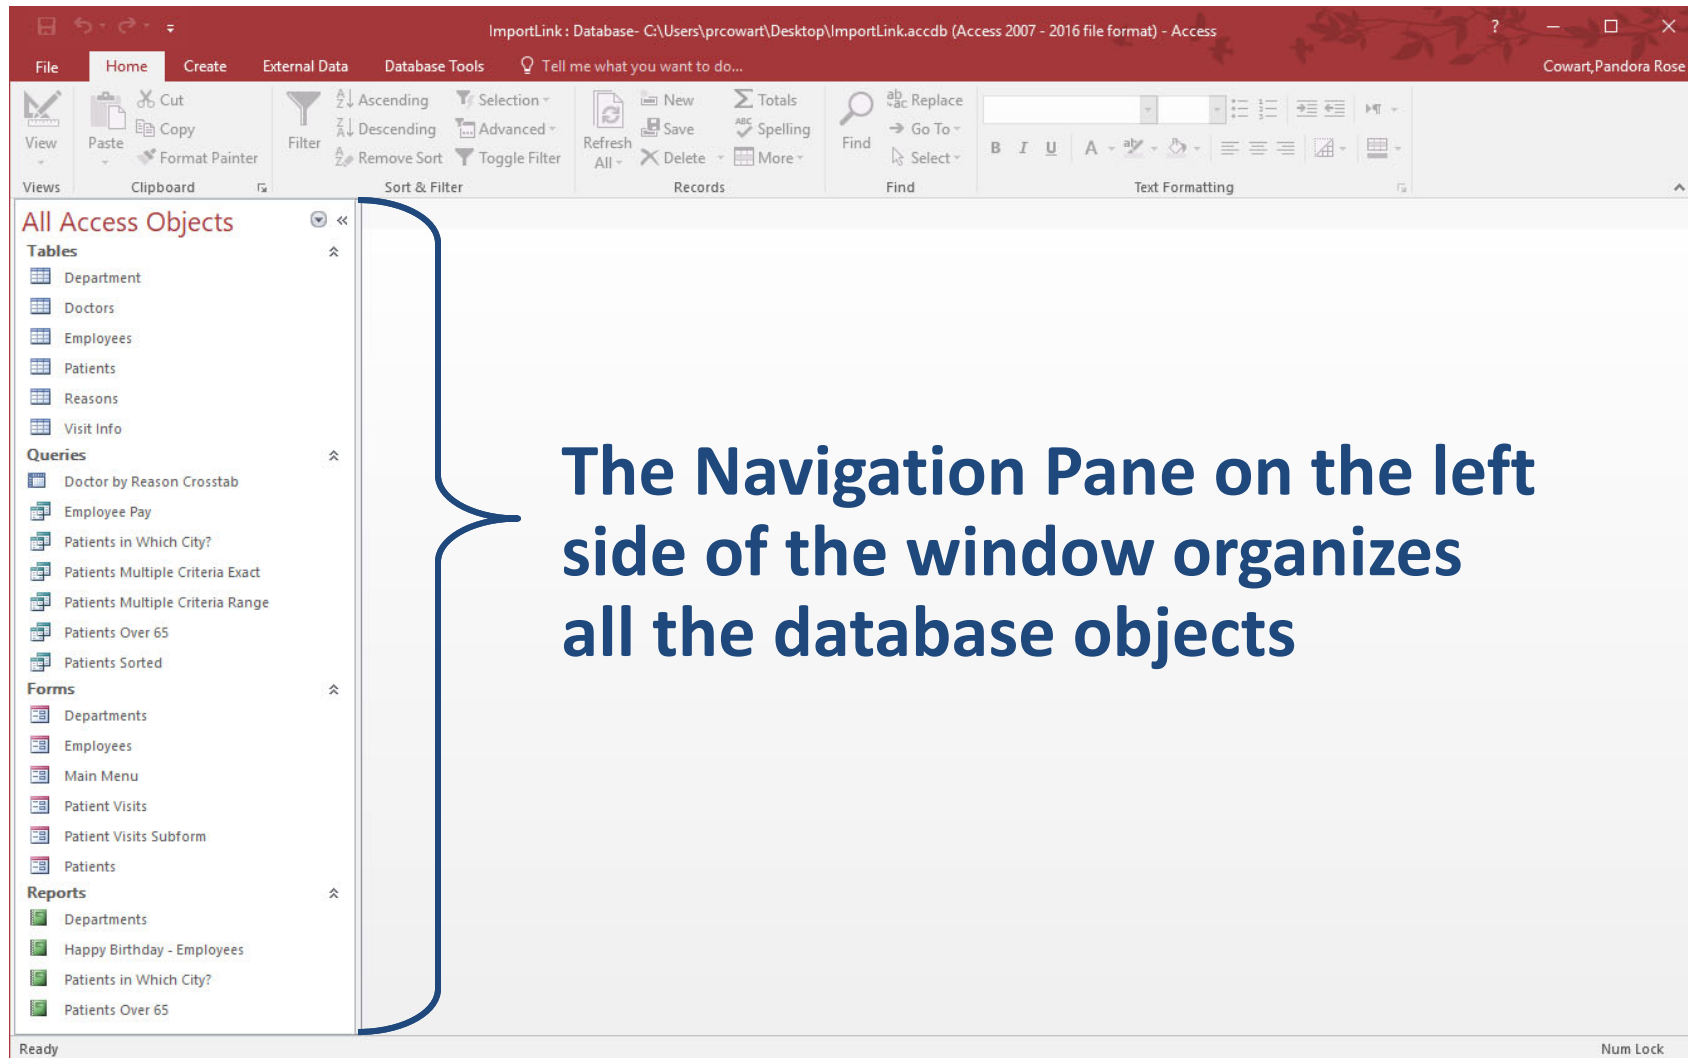 ImportLink : Database- C:\Users\prcowart\Desktop\ImportLink.accdb (Access 2007 - 2016 file format) - Access ?
File Home Create External Data Database Tools Tell me what you want to do... Cowart,Pandora Rose
View
Views
Paste
Cut
Copy
Format Painter
Clipboard
Filter
Ascending
Descending
Remove Sort
Selection
Advanced
Toggle Filter
Sort & Filter
Refresh
All
New
Save
Delete
Totals
Spelling
More
Records
Find
Replace
Go To
Select
Find
B I U A
Text Formatting
All Access Objects
Tables
Department
Doctors
Employees
Patients
Reasons
Visit Info
Queries
Doctor by Reason Crosstab
Employee Pay
Patients in Which City?
Patients Multiple Criteria Exact
Patients Multiple Criteria Range
Patients Over 65
Patients Sorted
Forms
Departments
Employees
Main Menu
Patient Visits
Patient Visits Subform
Patients
Reports
Departments
Happy Birthday - Employees
Patients in Which City?
Patients Over 65
The Navigation Pane on the left
side of the window organizes
all the database objects
Ready Num Lock